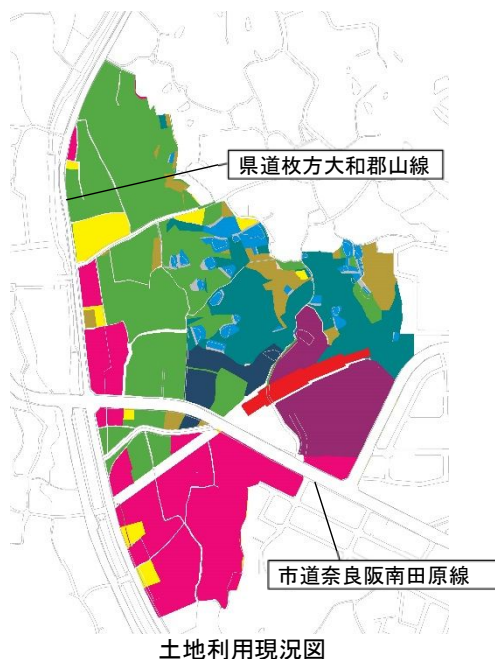 県道枚方大和郡山線
市道奈良阪南田原線
土地利用現況図